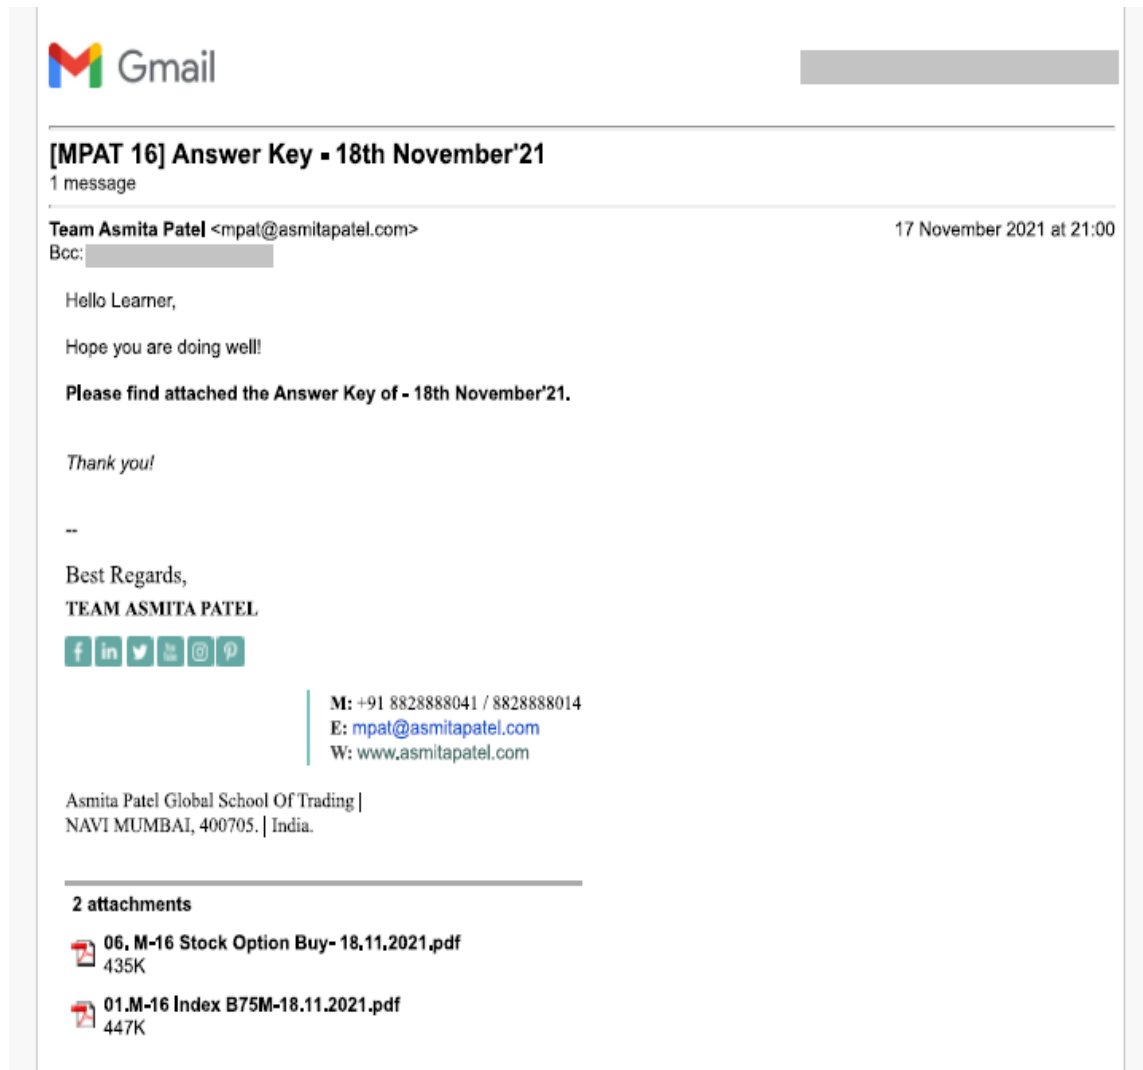 Gmail
[MPAT 16] Answer Key - 18th November'21
1 message
Team Asmita Patel <mpat@asmitapatel.com> 17 November 2021 at 21:00
Bcc:
Hello Learner,
Hope you are doing well!
Please find attached the Answer Key of - 18th November'21.
Thank you!
--
Best Regards,
TEAM ASMITA PATEL
M: +91 8828888041 / 8828888014
E: mpat@asmitapatel.com
W: www.asmitapatel.com
Asmita Patel Global School Of Trading |
NAVI MUMBAI, 400705. | India.
2 attachments
06. M-16 Stock Option Buy- 18.11.2021.pdf
435K
01.M-16 Index B75M-18.11.2021.pdf
447K